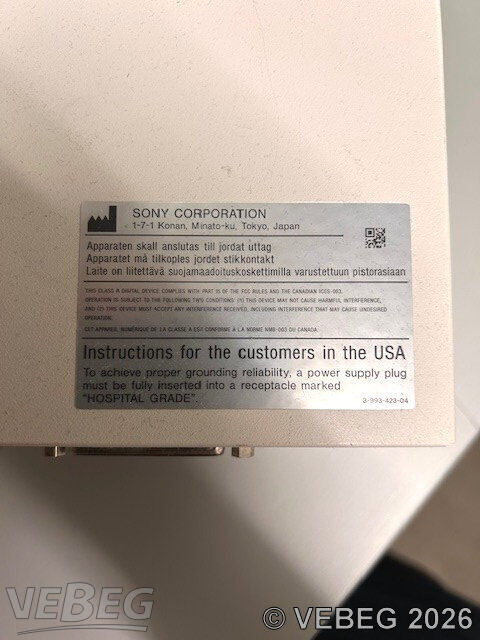 SONY CORPORATION
1-7-1 Konan, Minato-ku, Tokyo, Japan
Apparaten skall anslutas till jordat uttag
Apparatet må tilkoples jordet stikkontakt
Laite on liitettävä suojamaadoituskoskettimilla varustettuun pistorasiaan
THIS CLASS A DIGITAL DEVICE COMPLIES WITH PART 15 OF THE FCC RULES AND THE CANADIAN ICES-003.
OPERATION IS SUBJECT TO THE FOLLOWING TWO CONDITIONS: (1) THIS DEVICE MAY NOT CAUSE HARMFUL INTERFERENCE,
AND (2) THIS DEVICE MUST ACCEPT ANY INTERFERENCE RECEIVED, INCLUDING INTERFERENCE THAT MAY CAUSE UNDESIRED
OPERATION.
CET APPAREIL NUMÉRIQUE DE LA CLASSE A EST CONFORME À LA NORME NMB-003 DU CANADA.
Instructions for the customers in the USA
To achieve proper grounding reliability, a power supply plug
must be fully inserted into a receptacle marked
"HOSPITAL GRADE".
3-993-423-04
VEBEG
© VEBEG 2026